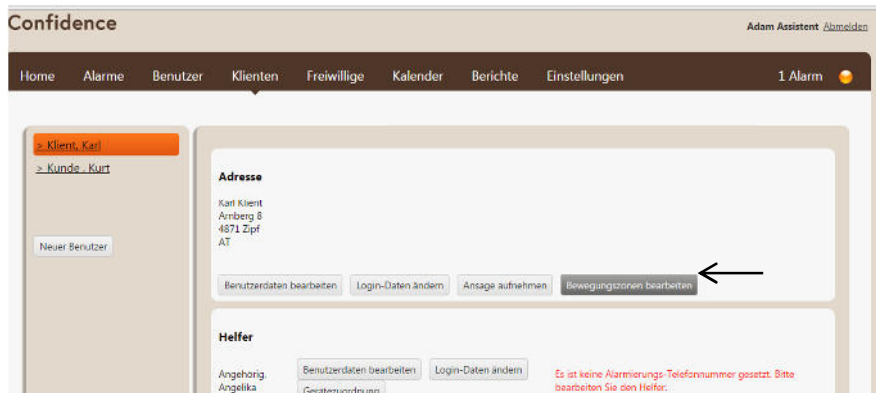 Confidence
Adam Assistent Abmelden
Home Alarme Benutzer Klienten Freiwillige Kalender Berichte Einstellungen 1 Alarm
> Klient, Karl
> Kunde , Kurt
Neuer Benutzer
Adresse
Karl Klient
Arnberg 8
4871 Zipf
AT
Benutzerdaten bearbeiten Login-Daten ändern Ansage aufnehmen Bewegungszonen bearbeiten
Helfer
Angehörig, Angelika
Benutzerdaten bearbeiten Login-Daten ändern
Gerätezuordnung
Es ist keine Alarmierungs-Telefonnummer gesetzt. Bitte
bearbeiten Sie den Helfer.